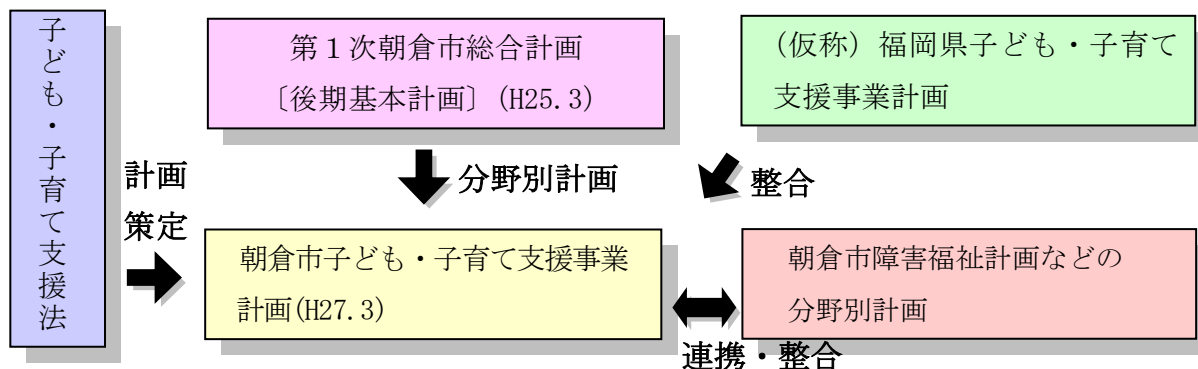 子ども・子育て支援法
第１次朝倉市総合計画
〔後期基本計画〕(H25.3)
(仮称) 福岡県子ども・子育て
支援事業計画
計画
策定
分野別計画
整合
朝倉市子ども・子育て支援事業
計画(H27.3)
朝倉市障害福祉計画などの
分野別計画
連携・整合